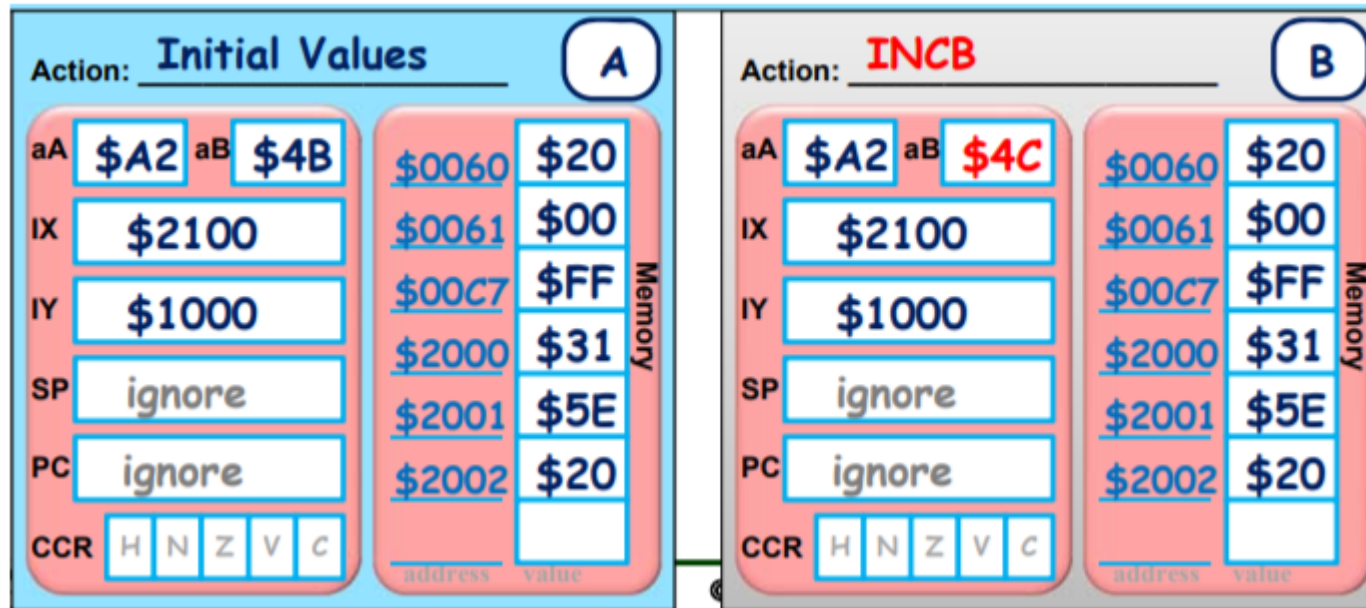 Action: Initial Values A
aA $A2 aB $4B
IX $2100
IY $1000
SP ignore
PC ignore
CCR H N Z V C
$0060 $20
$0061 $00
$00C7 $FF
$2000 $31
$2001 $5E
$2002 $20
address value
Memory
Action: INCB B
aA $A2 aB $4C
IX $2100
IY $1000
SP ignore
PC ignore
CCR H N Z V C
$0060 $20
$0061 $00
$00C7 $FF
$2000 $31
$2001 $5E
$2002 $20
address value
Memory